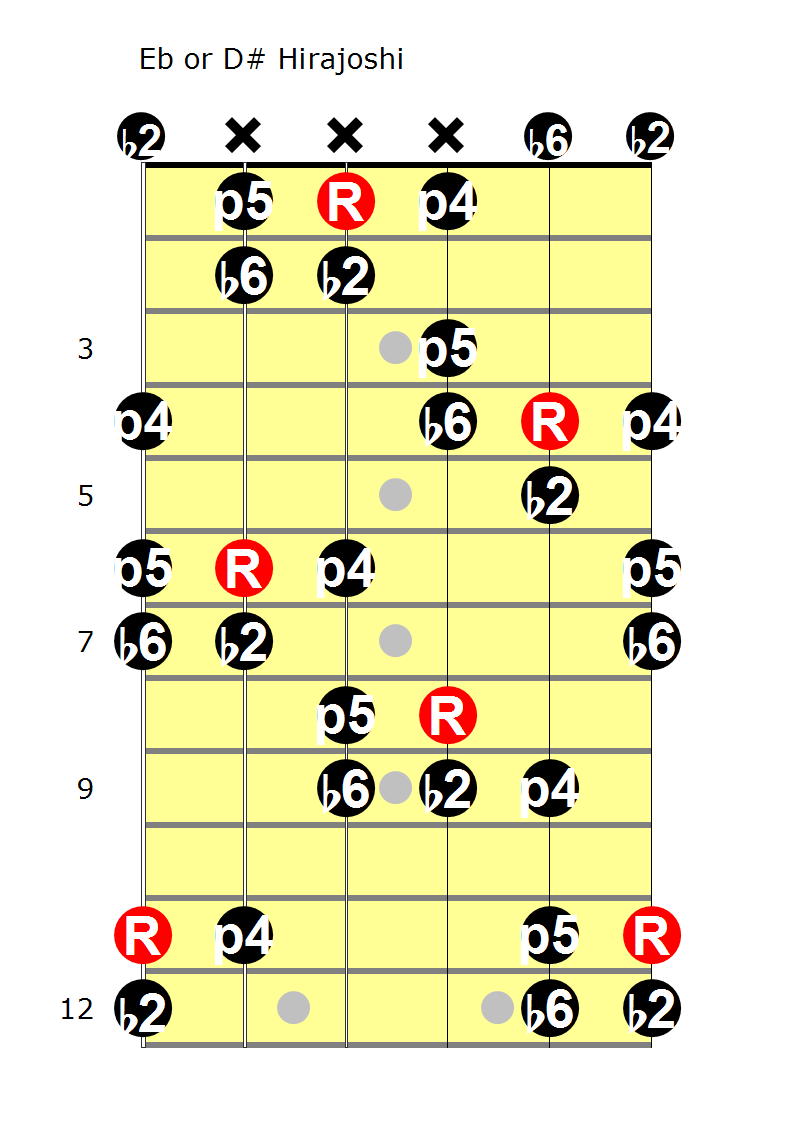 Eb or D# Hirajoshi
♭2 × × × ♭6 ♭2
p5 R p4
♭6 ♭2
3 p5
p4 ♭6 R p4
5 ♭2
p5 R p4 p5
7 ♭6 ♭2 ♭6
p5 R
9 ♭6 ♭2 p4
R p4 p5 R
12 ♭2 ♭6 ♭2